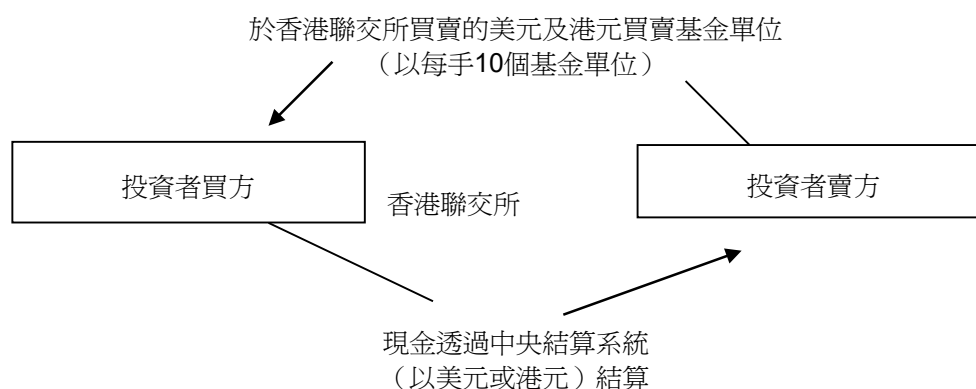 於香港聯交所買賣的美元及港元買賣基金單位
（以每手10個基金單位）
投資者買方
香港聯交所
投資者賣方
現金透過中央結算系統
（以美元或港元）結算